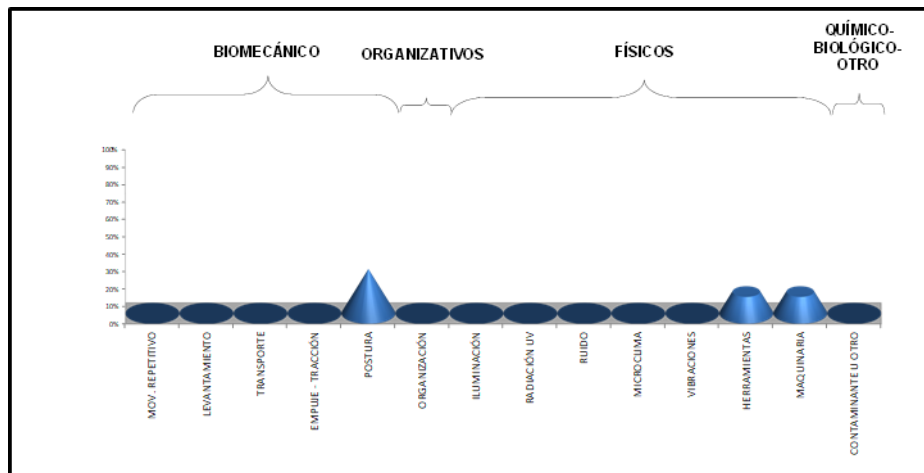 BIOMECÁNICO
ORGANIZATIVOS
FÍSICOS
QUÍMICO-
BIOLÓGICO-
OTRO
100%
90%
80%
70%
60%
50%
40%
30%
20%
10%
0%
MOV. REPETITIVO
LEVANTAMIENTO
TRANSPORTE
EMPUJE - TRACCIÓN
POSTURA
ORGANIZACIÓN
ILUMINACIÓN
RADIACIÓN UV
RUIDO
MICROCLIMA
VIBRACIONES
HERRAMIENTAS
MAQUINARIA
CONTAMINANTE U OTRO